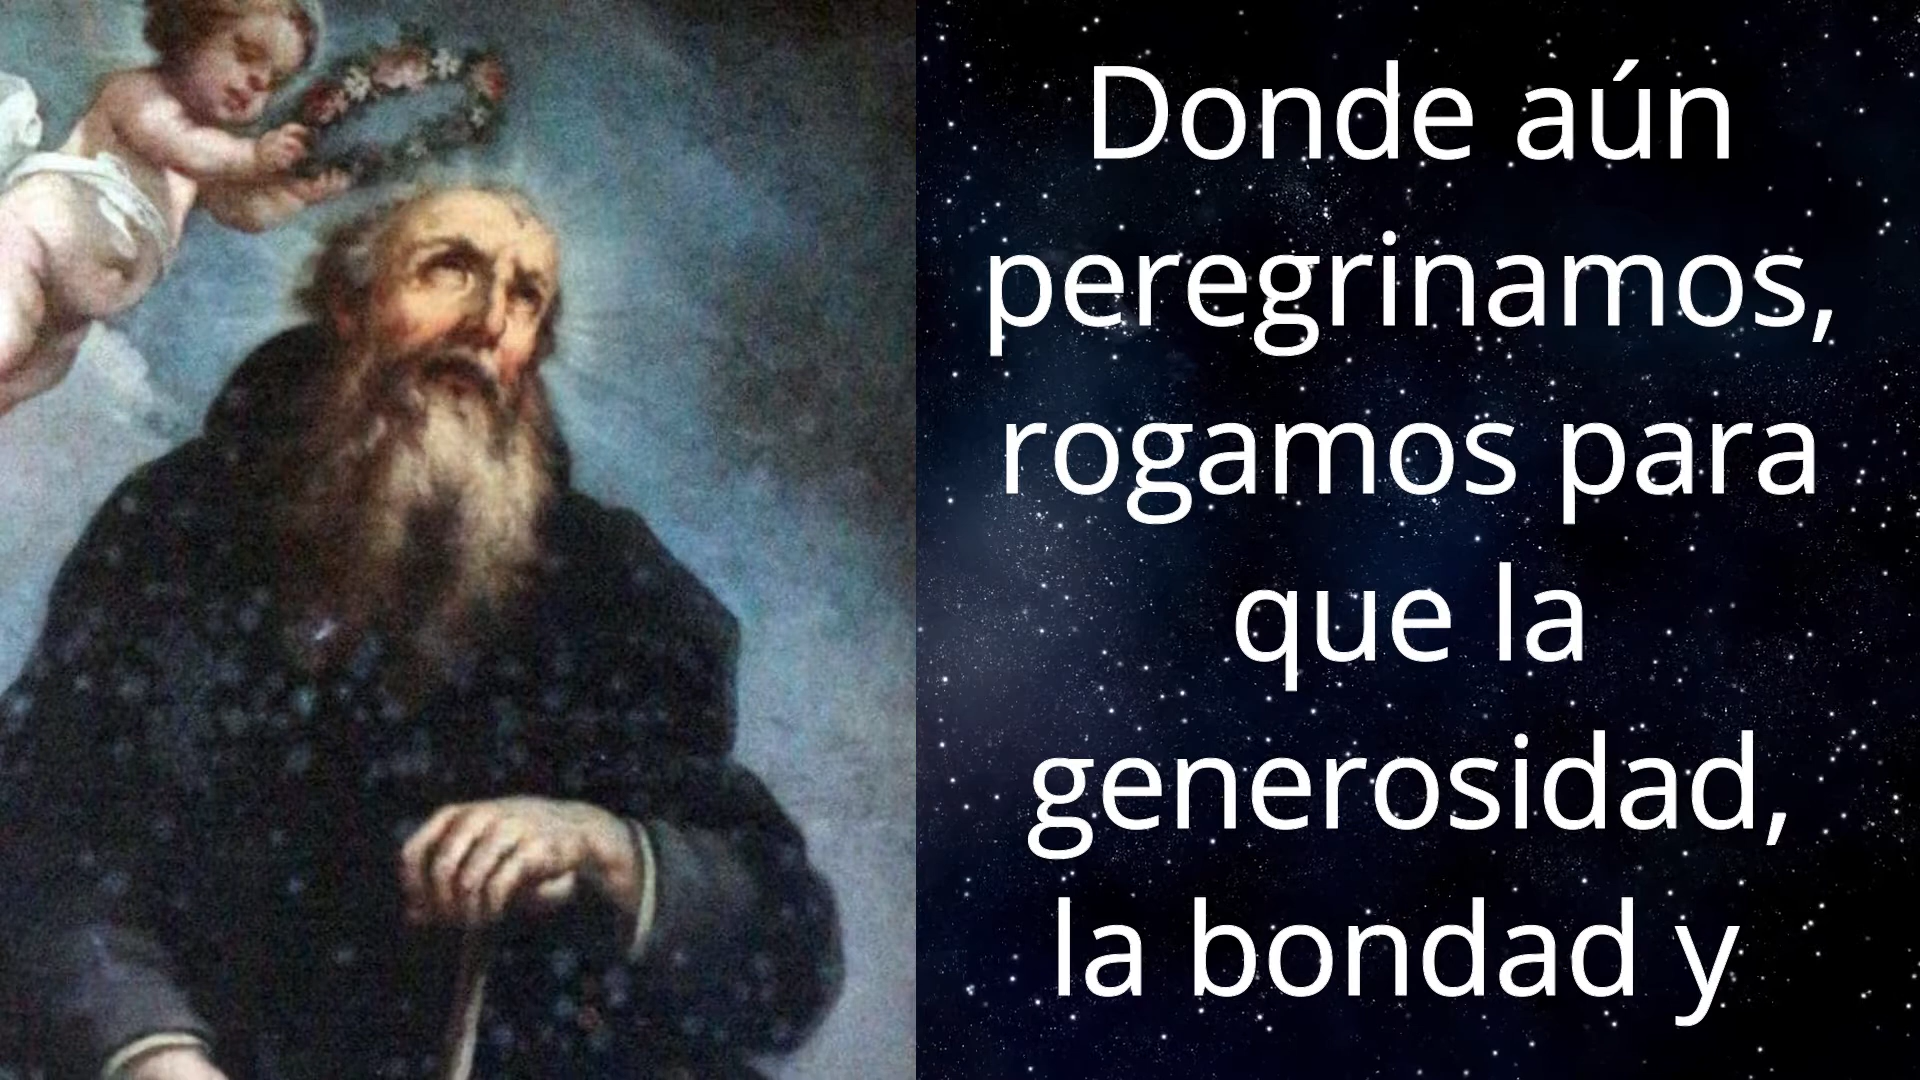 Donde aún
peregrinamos,
rogamos para
que la
generosidad,
la bondad y